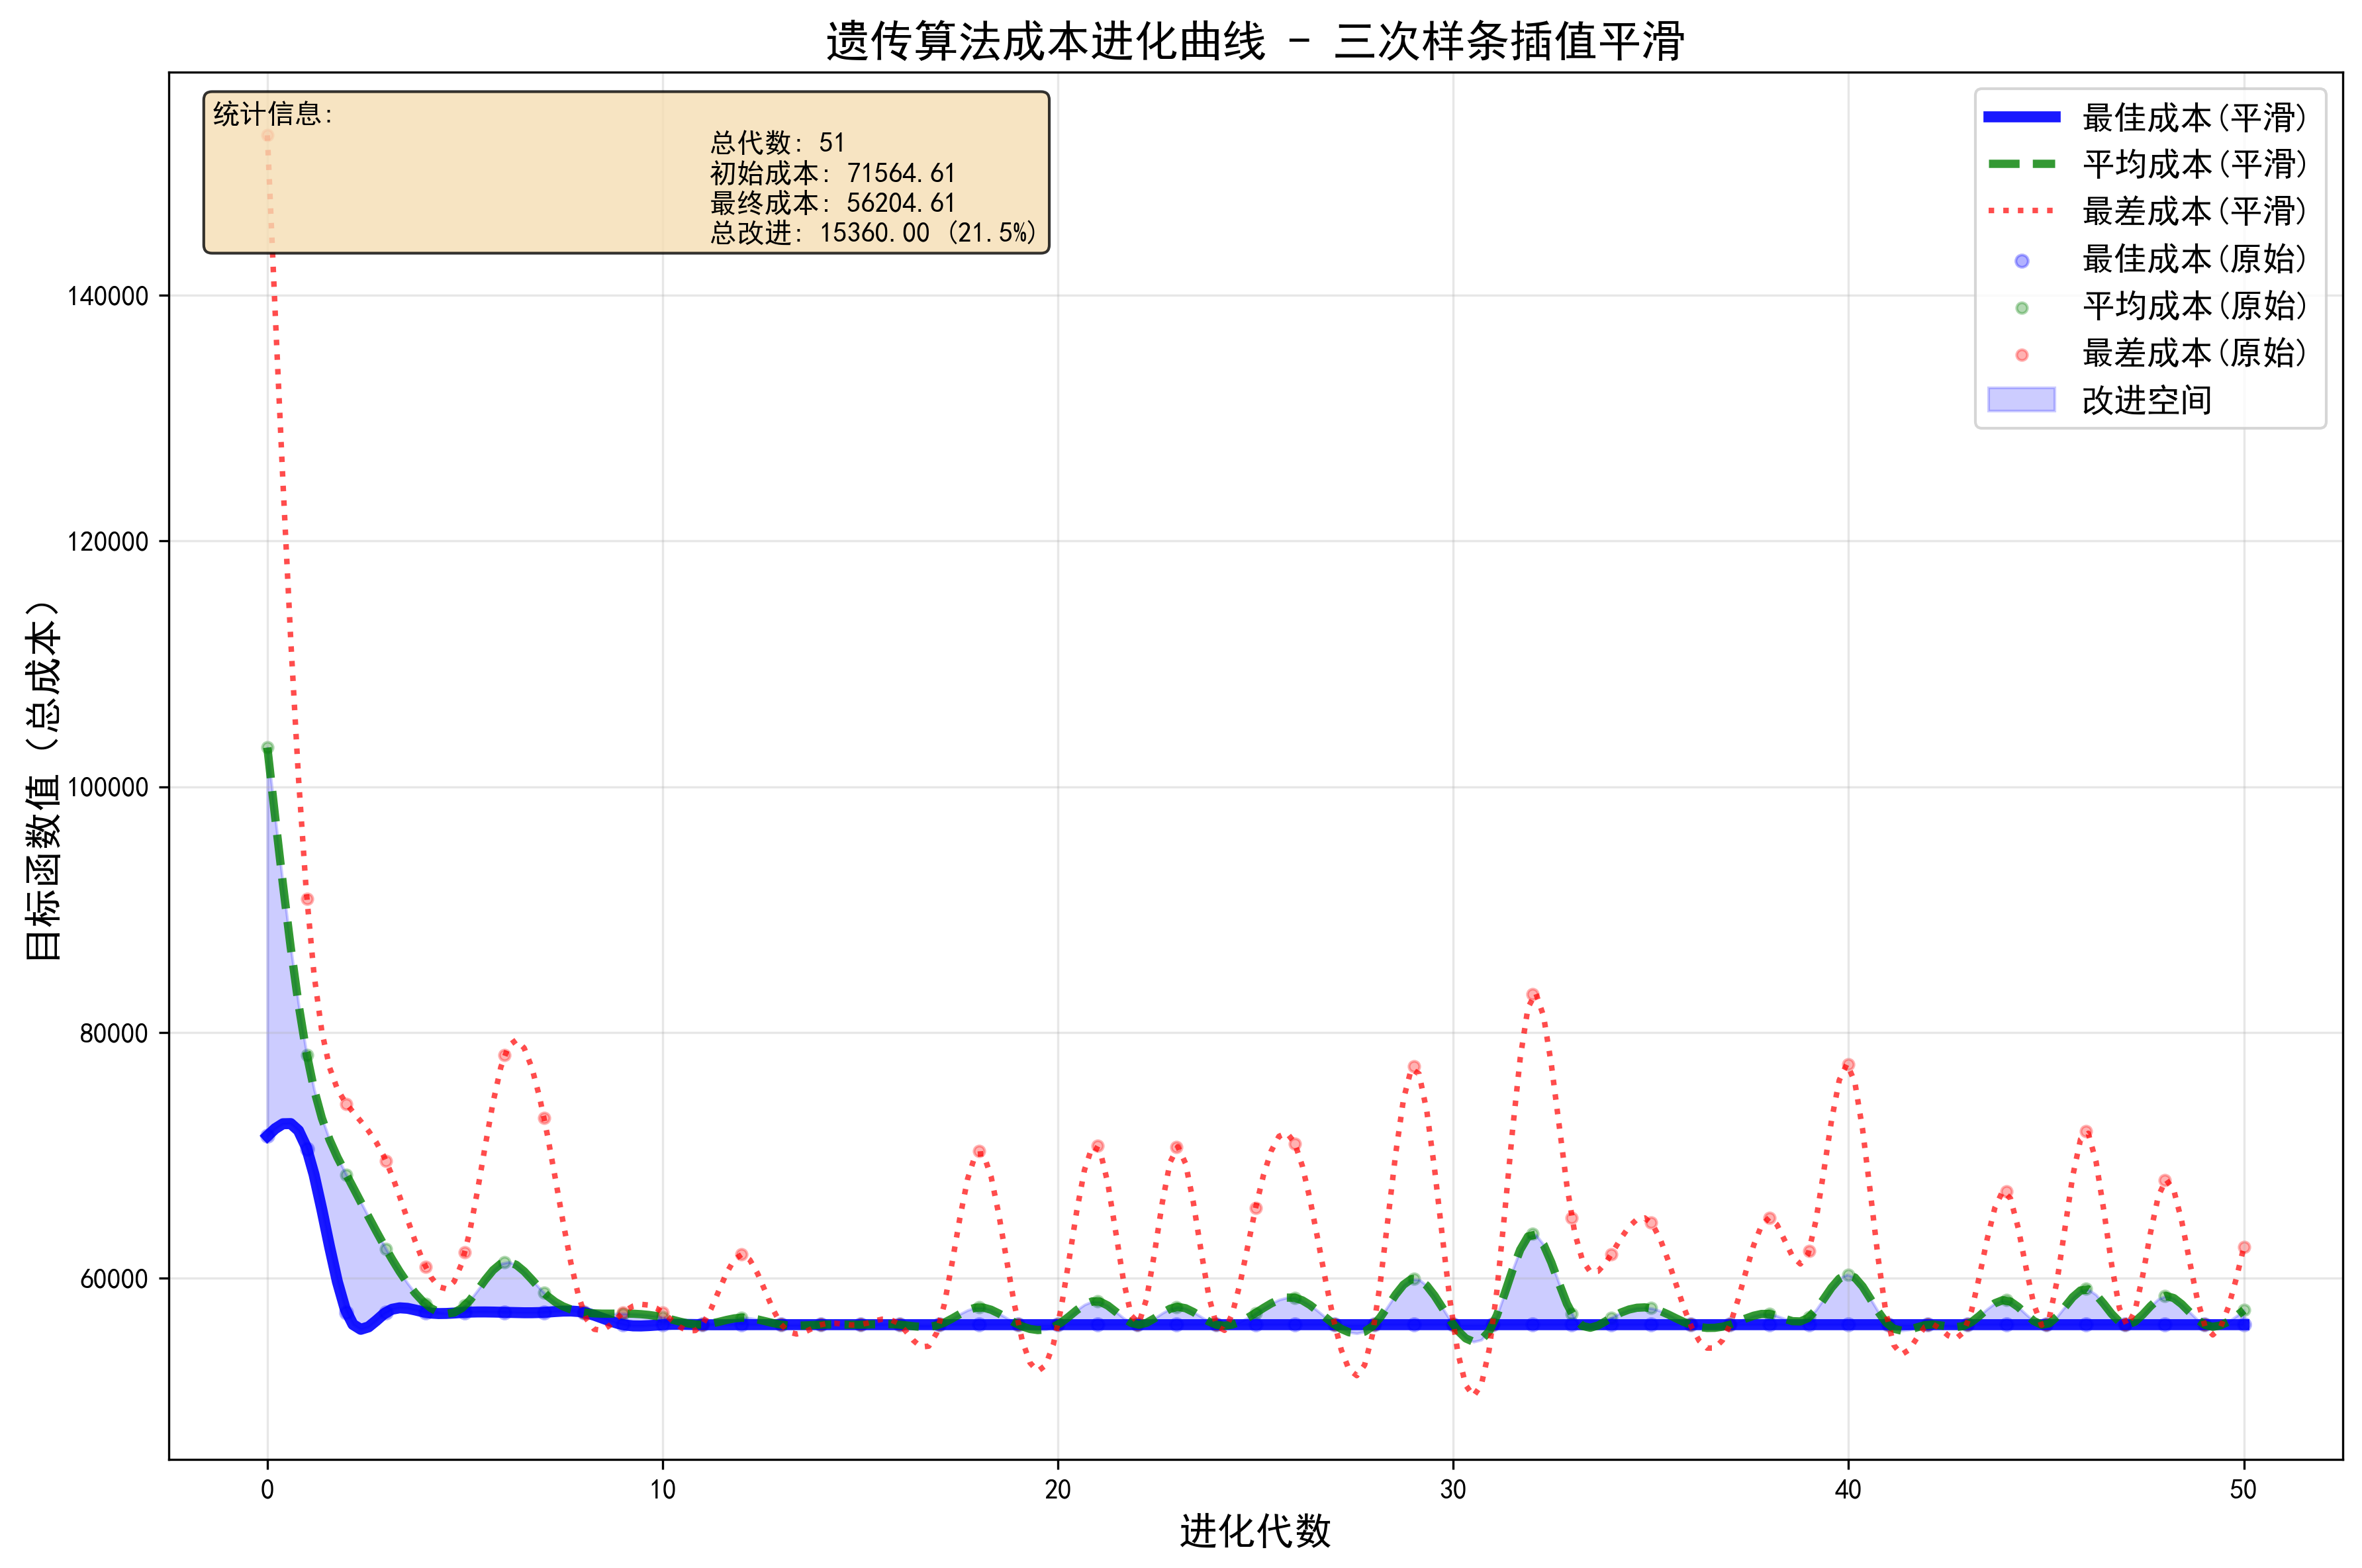 遗传算法成本进化曲线 - 三次样条插值平滑
统计信息:
总代数: 51
初始成本: 71564.61
最终成本: 56204.61
总改进: 15360.00 (21.5%)
最佳成本(平滑)
平均成本(平滑)
最差成本(平滑)
最佳成本(原始)
平均成本(原始)
最差成本(原始)
改进空间
目标函数值（总成本）
140000
120000
100000
80000
60000
0
10
20
30
40
50
进化代数